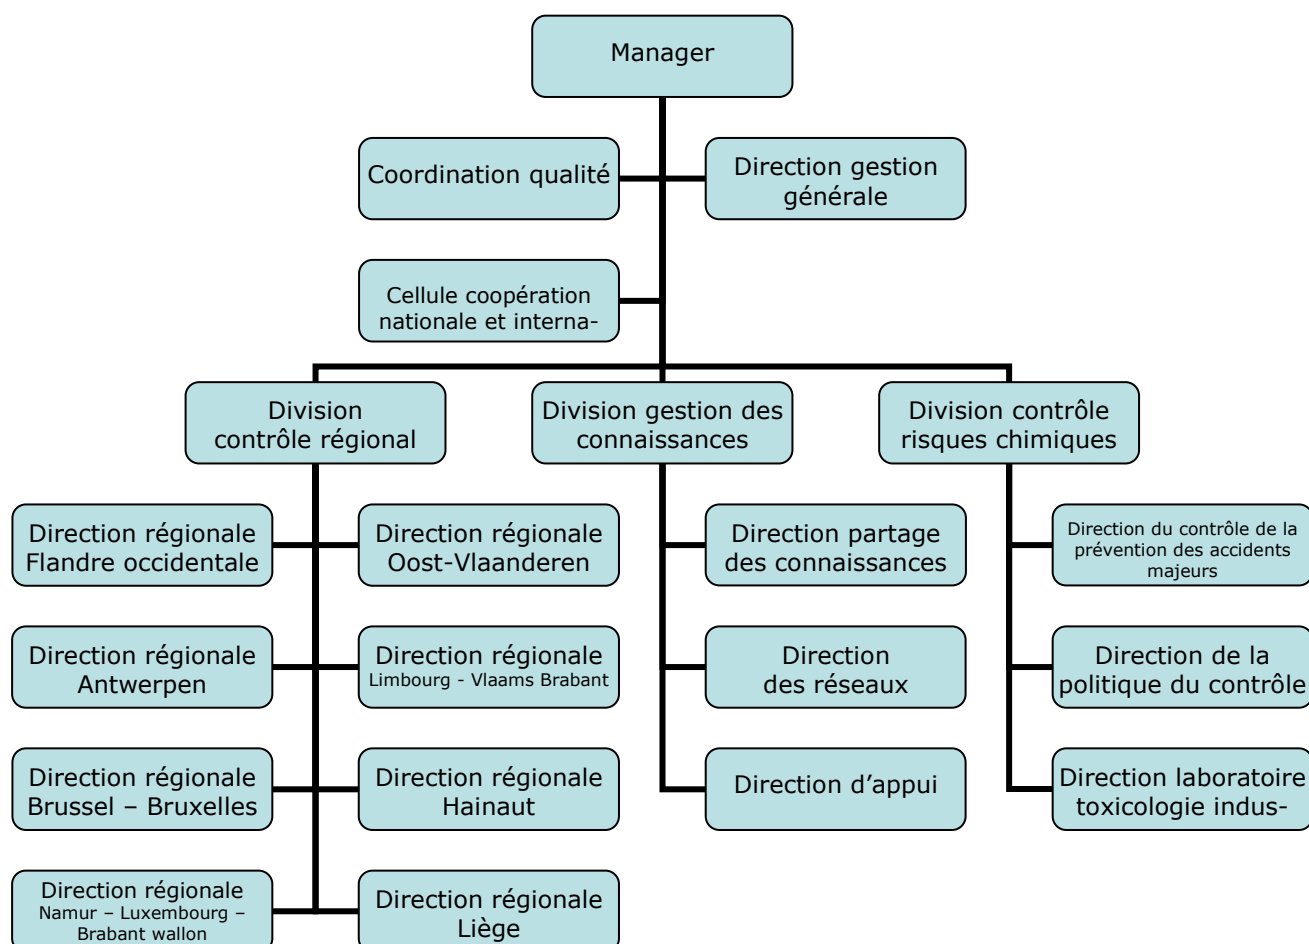 Manager
Coordination qualité
Direction gestion
générale
Cellule coopération
nationale et interna-
Division
contrôle régional
Division gestion des
connaissances
Division contrôle
risques chimiques
Direction régionale
Flandre occidentale
Direction régionale
Oost-Vlaanderen
Direction partage
des connaissances
Direction du contrôle de la
prévention des accidents
majeurs
Direction régionale
Antwerpen
Direction régionale
Limbourg - Vlaams Brabant
Direction
des réseaux
Direction de la
politique du contrôle
Direction régionale
Brussel – Bruxelles
Direction régionale
Hainaut
Direction d’appui
Direction laboratoire
toxicologie indus-
Direction régionale
Namur – Luxembourg –
Brabant wallon
Direction régionale
Liège